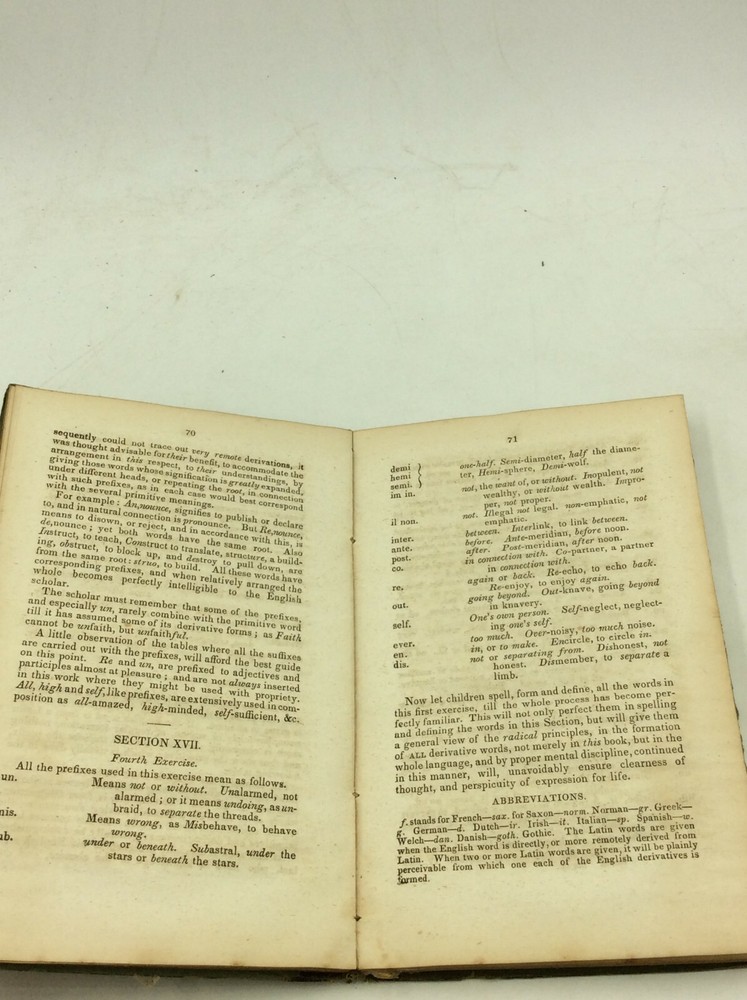 70
sequently could not trace out very remote derivations, it
was thought advisable for their benefit, to accommodate the
arrangement in this respect, to their understandings, by
giving those words whose signification is greatly expanded,
under different heads, or repeating the root, in connection
with such prefixes, as in each case would best correspond
with the several primitive meanings.
For example: An,nounce, signifies to publish or declare
to, and in natural connection is pronounce. But Re,nounce,
means to disown, or reject, and in accordance with this, is
de,nounce; yet both words have the same root. Also
Instruct, to teach, Construct to translate, structure, a build-
ing, obstruct, to block up, and destroy to pull down, are
from the same root: struo, to build. All these words have
corresponding prefixes, and when relatively arranged the
whole becomes perfectly intelligible to the English
scholar.
The scholar must remember that some of the prefixes,
and especially un, rarely combine with the primitive word
till it has assumed some of its derivative forms; as Faith
cannot be unfaith, but unfaithful.
A little observation of the tables where all the suffixes
are carried out with the prefixes, will afford the best guide
on this point. Re and un, are prefixed to adjectives and
participles almost at pleasure; and are not always inserted
in this work where they might be used with propriety.
All, high and self, like prefixes, are extensively used in com-
position as all-amazed, high-minded, self-sufficient, &c.
SECTION XVII.
Fourth Exercise.
All the prefixes used in this exercise mean as follows.
un. Means not or without. Unalarmed, not
alarmed; or it means undoing, as un-
braid, to separate the threads.
mis. Means wrong, as Misbehave, to behave
wrong.
ub. under or beneath. Subastral, under the
stars or beneath the stars.
71
demi } one-half. Semi-diameter, half the diame-
hemi } ter, Hemi-sphere, Demi-wolf.
semi. }
im in. not, the want of, or without. Inopulent, not
wealthy, or without wealth. Impro-
per, not proper.
il non. not. Illegal not legal. non-emphatic, not
emphatic.
inter. between. Interlink, to link between.
ante. before. Ante-meridian, before noon.
post. after. Post-meridian, after noon.
co. in connection with. Co-partner, a partner
in connection with.
re, again or back. Re-echo, to echo back.
Re-enjoy, to enjoy again.
out. going beyond. Out-knave, going beyond
in knavery.
self. One's own person. Self-neglect, neglect-
ing one's self.
over. too much. Over-noisy, too much noise.
en. in, or to make. Encircle, to circle in.
dis. not or separating from. Dishonest, not
honest. Dismember, to separate a
limb.
Now let children spell, form and define, all the words in
this first exercise, till the whole process has become per-
fectly familiar. This will not only perfect them in spelling
and defining the words in this Section, but will give them
a general view of the radical principles, in the formation
of ALL derivative words, not merely in this book, but in the
whole language, and by proper mental discipline, continued
in this manner, will, unavoidably ensure clearness of
thought, and perspicuity of expression for life.
ABBREVIATIONS.
f. stands for French—sax. for Saxon—norm. Norman—gr. Greek—
g. German—d. Dutch—ir. Irish—it. Italian—sp. Spanish—w.
Welch—dan. Danish—goth. Gothic. The Latin words are given
when the English word is directly, or more remotely derived from
Latin. When two or more Latin words are given, it will be plainly
perceivable from which one each of the English derivatives is
formed.